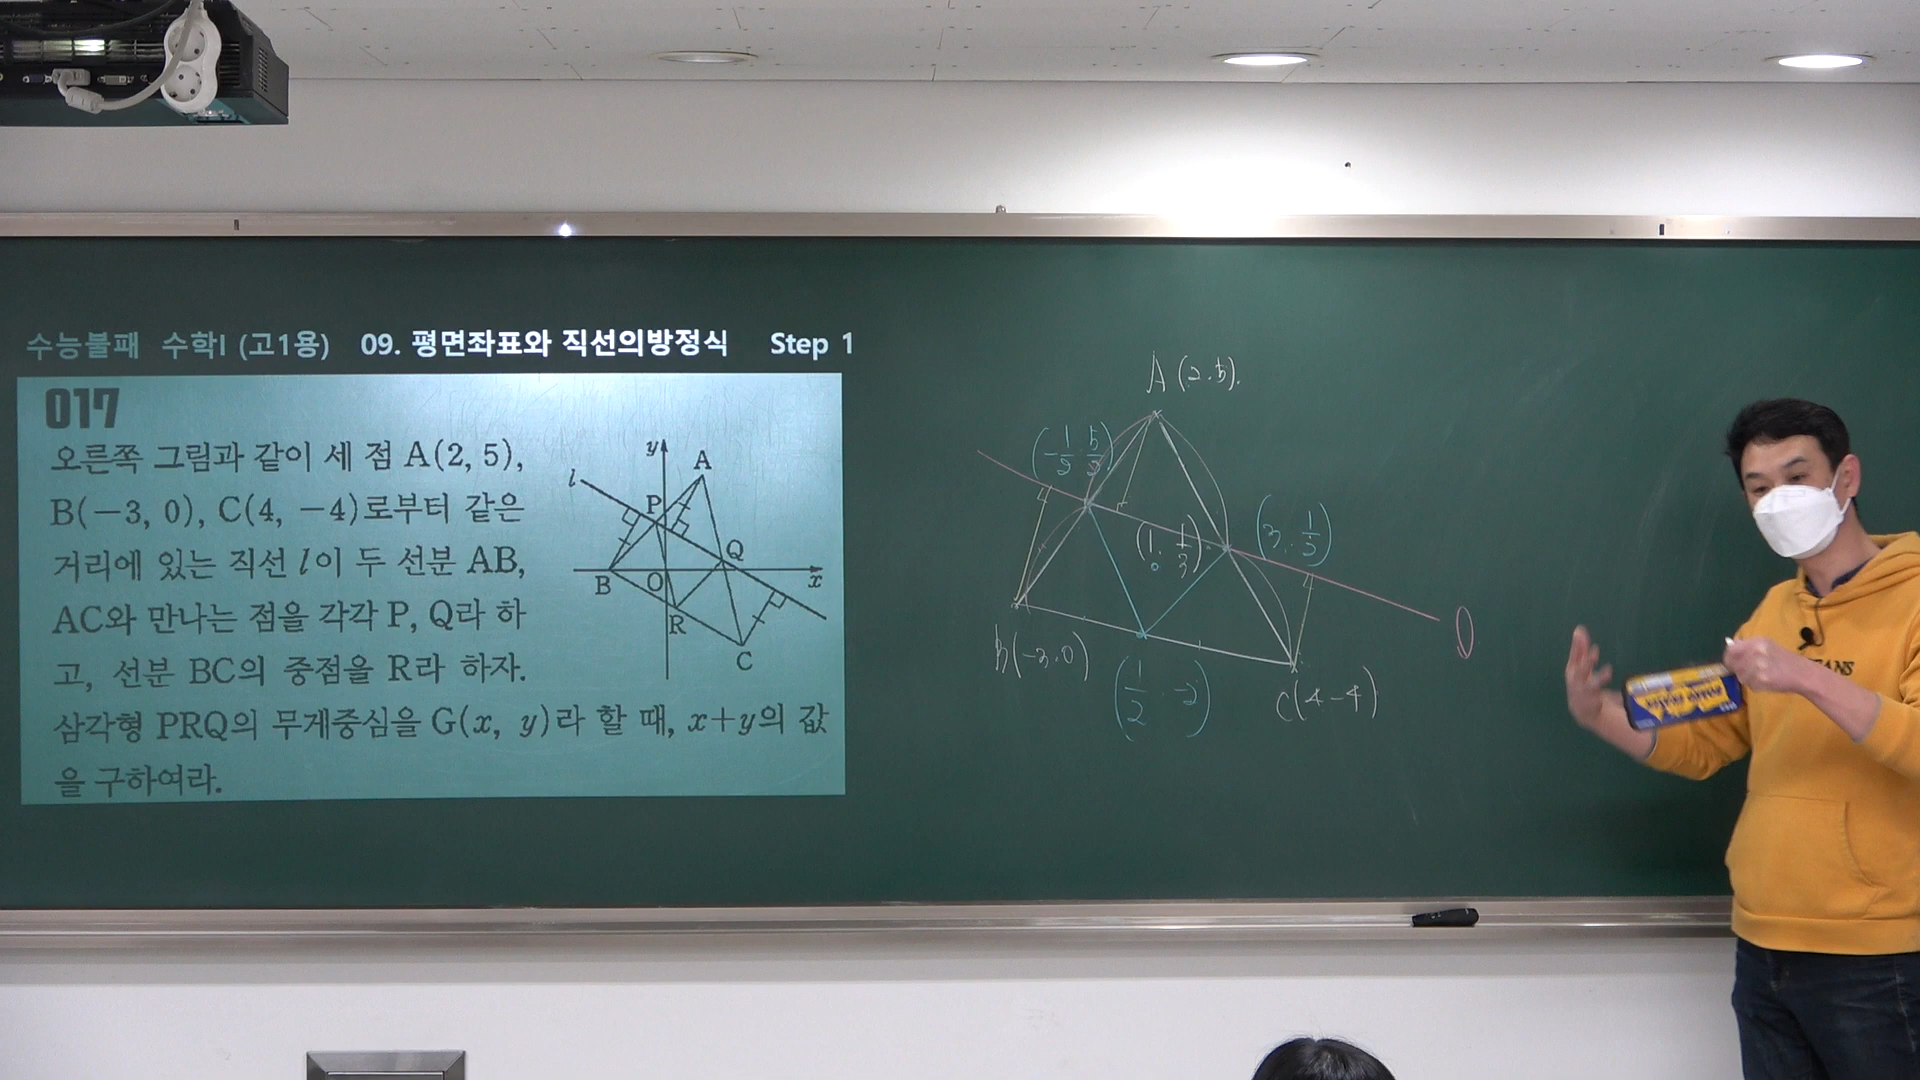 수능불패 수학I (고1용) 09. 평면좌표와 직선의방정식 Step 1
017
오른쪽 그림과 같이 세 점 A(2, 5),
B(−3, 0), C(4, −4)로부터 같은
거리에 있는 직선 l이 두 선분 AB,
AC와 만나는 점을 각각 P, Q라 하
고, 선분 BC의 중점을 R라 하자.
삼각형 PRQ의 무게중심을 G(x, y)라 할 때, x+y의 값
을 구하여라.
y
A
l
P
Q
B
O
x
R
C
A(2.5).
(-1/2 5/2)
(3. 1/2)
(1. 1/3)
B(-3.0)
(1/2 . -2)
C(4-4)
l